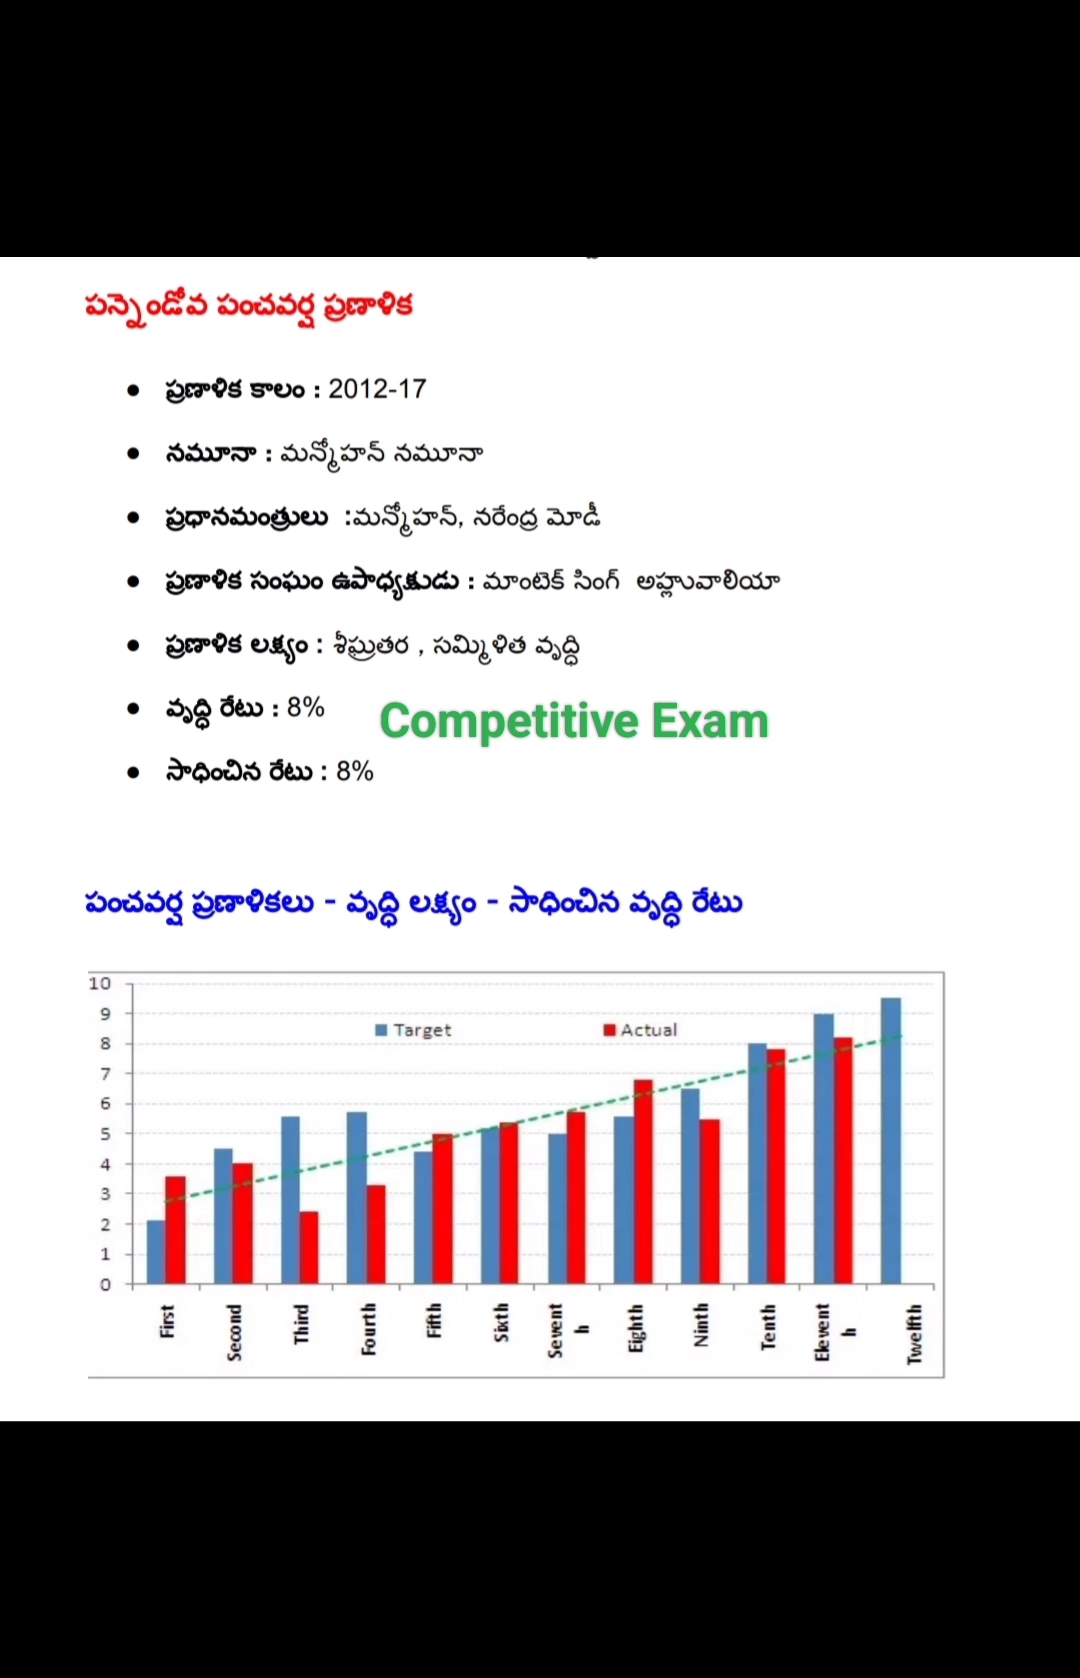 పన్నెండోవ పంచవర్ష ప్రణాళిక
● ప్రణాళిక కాలం : 2012-17
● నమూనా : మన్మోహన్ నమూనా
● ప్రధానమంత్రులు :మన్మోహన్, నరేంద్ర మోడీ
● ప్రణాళిక సంఘం ఉపాధ్యక్షుడు : మాంటెక్ సింగ్ అహ్లువాలియా
● ప్రణాళిక లక్ష్యం : శీఘ్రతర , సమ్మిళిత వృద్ధి
● వృద్ధి రేటు : 8%
Competitive Exam
● సాధించిన రేటు : 8%
పంచవర్ష ప్రణాళికలు - వృద్ధి లక్ష్యం - సాధించిన వృద్ధి రేటు
10
9
Target Actual
8
7
6
5
4
3
2
1
0
First Second Third Fourth Fifth Sixth Seventh Eighth Ninth Tenth Eleventh Twelfth